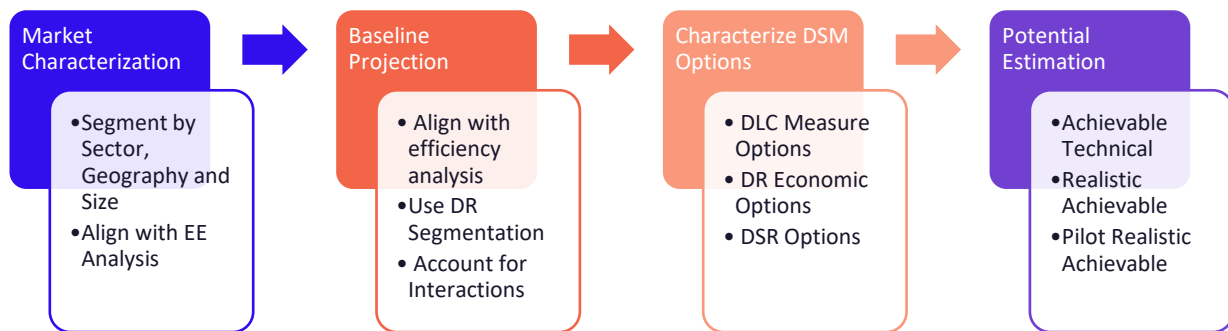 Market
Characterization
•Segment by
Sector,
Geography and
Size
•Align with EE
Analysis
Baseline
Projection
• Align with
efficiency
analysis
•Use DR
Segmentation
• Account for
Interactions
Characterize DSM
Options
• DLC Measure
Options
• DR Economic
Options
• DSR Options
Potential
Estimation
•Achievable
Technical
•Realistic
Achievable
•Pilot Realistic
Achievable